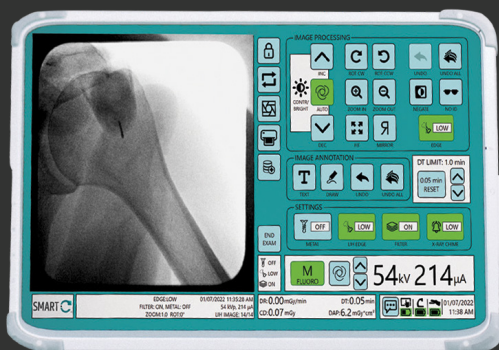 IMAGE PROCESSING
INC
ROT CW
ROT CCW
UNDO
UNDO ALL
CONTR/
BRIGHT
AUTO
ZOOM IN
ZOOM OUT
NEGATE
DEC
MIRROR
LOW
EDGE
IMAGE ANNOTATION
T
TEXT
DRAW
UNDO
UNDO ALL
DT LIMIT: 1.0 min
0.05 min
RESET
SETTINGS
OFF
LOW
ON
LOW
METAL
LIH EDGE
FILTER
X-RAY CHAR
END
EXAM
OFF
LOW
ON
M
FLUORO
54kV 214µA
SMART C
EDGE:LOW 01/07/2022 11:35:28 AM
FILTER: ON, METAL: OFF 54 kVp, 214 µA
ZOOM:1.0 ROT:0° LIH IMAGE: 14/14
DR:0.00mGy/min DT:0.05min
CD:0.07mGy DAP:6.2mGy*cm²
01/07/2022
11:38 AM